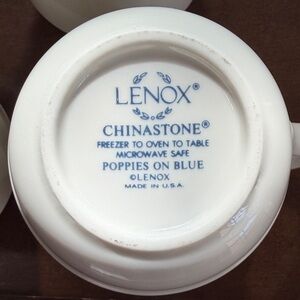 LENOX®
CHINASTONE®
FREEZER TO OVEN TO TABLE
MICROWAVE SAFE
POPPIES ON BLUE
©LENOX
MADE IN U.S.A.